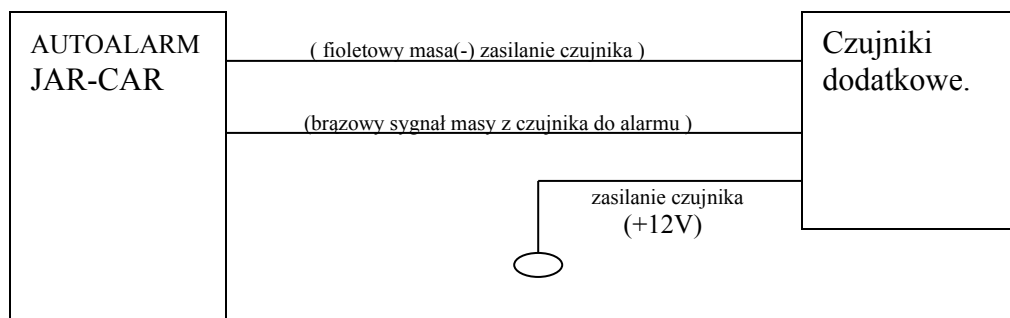 AUTOALARM
JAR-CAR
( fioletowy masa(-) zasilanie czujnika )
(brązowy sygnał masy z czujnika do alarmu )
Czujniki
dodatkowe.
zasilanie czujnika
(+12V)